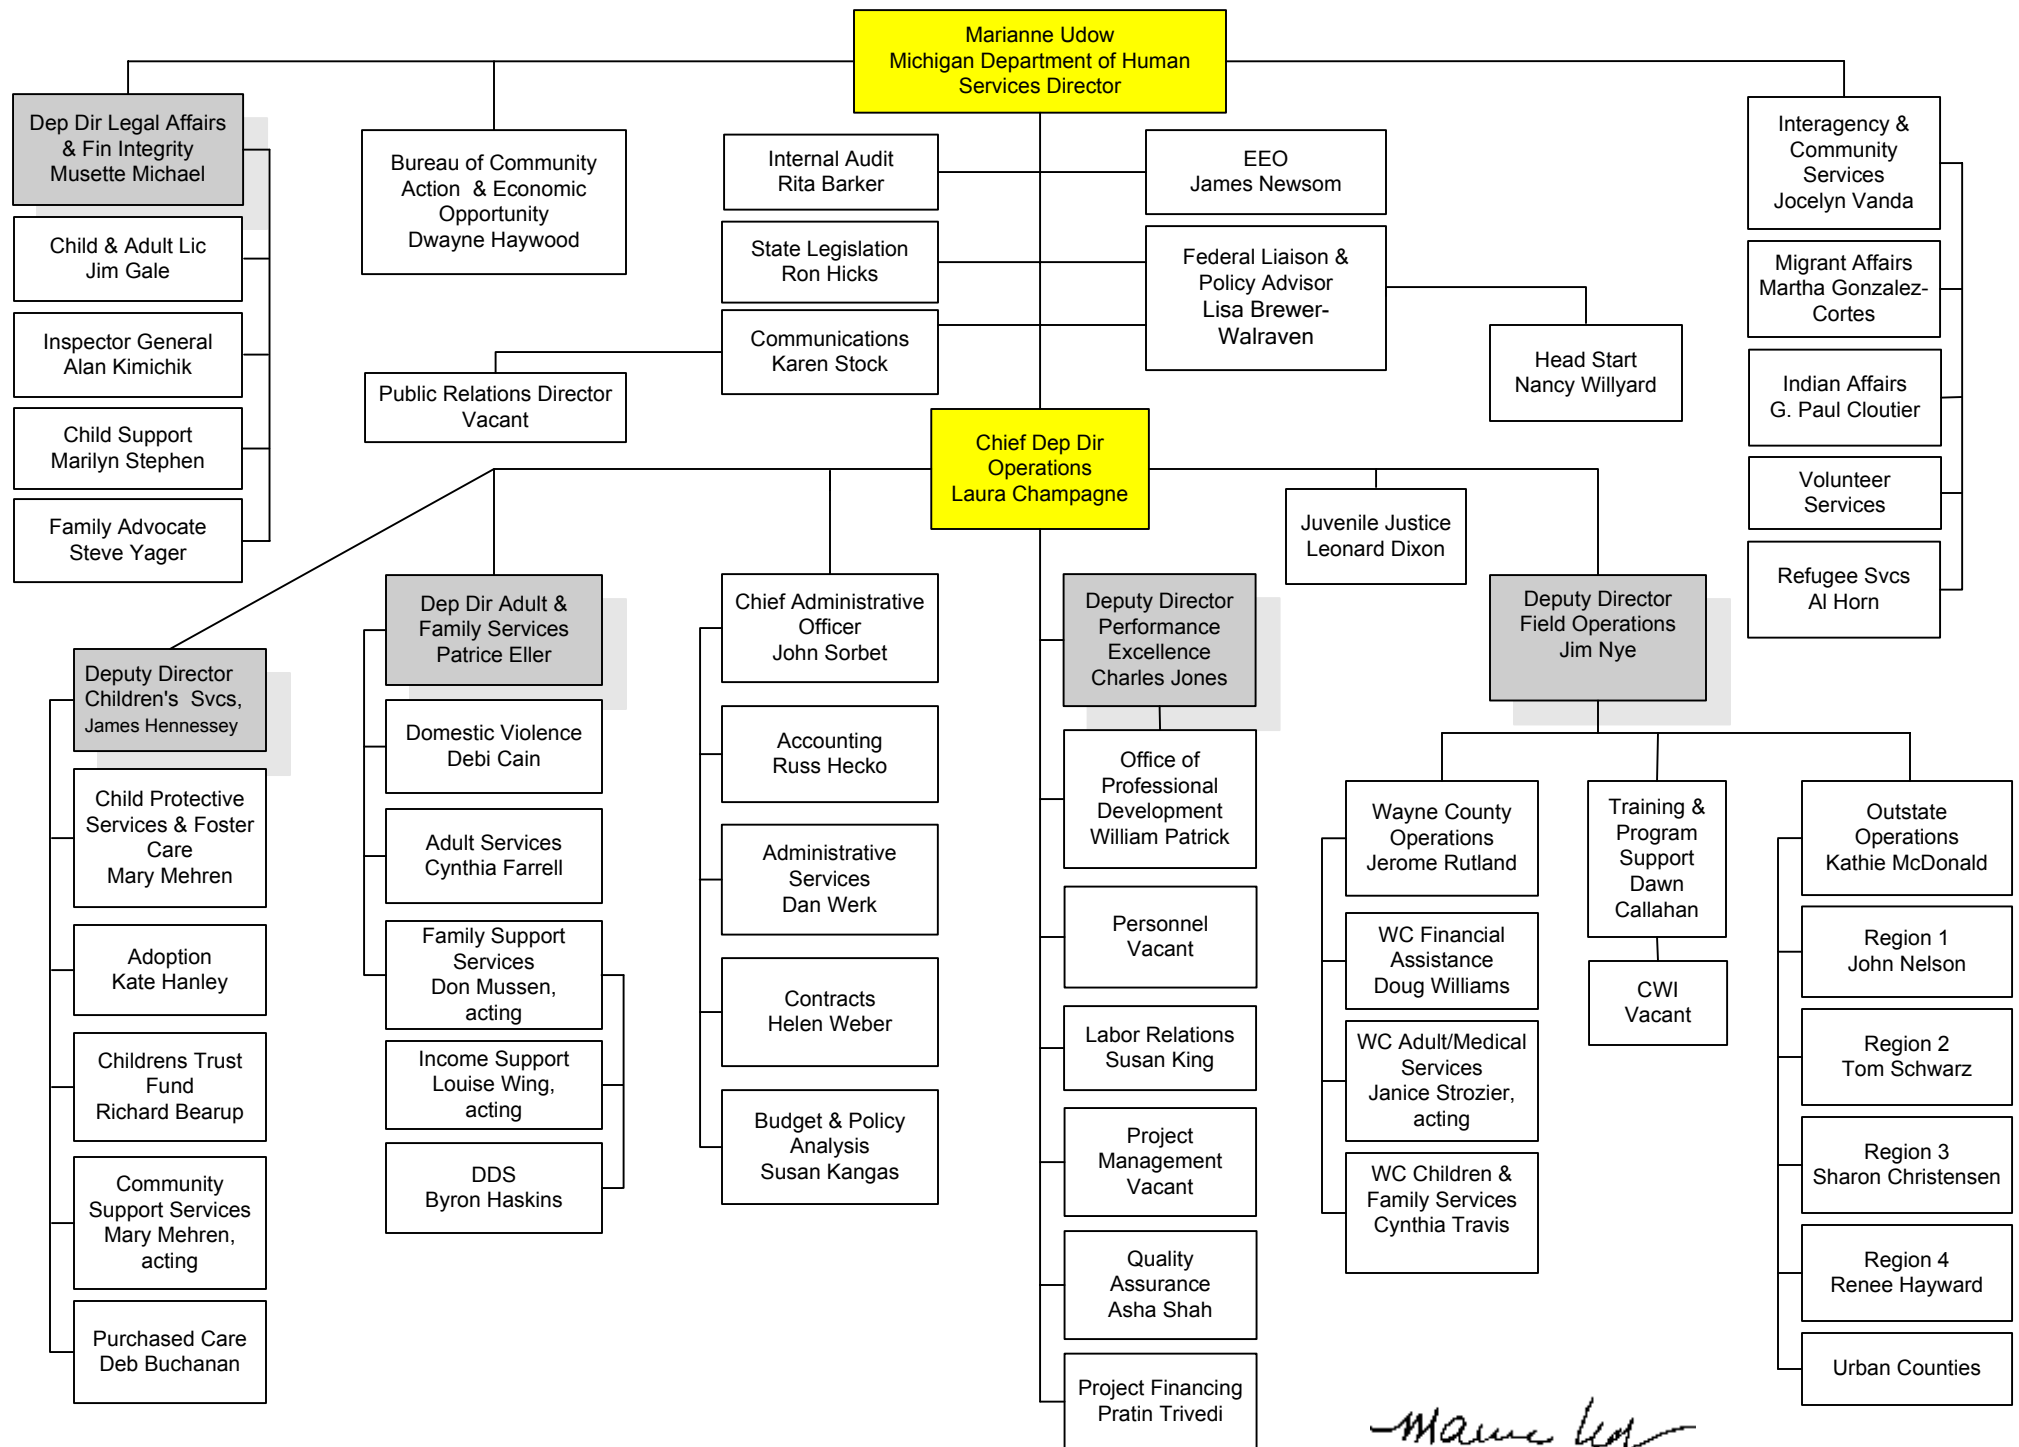 Marianne Udow
Michigan Department of Human
Services Director
Dep Dir Legal Affairs
& Fin Integrity
Musette Michael
Child & Adult Lic
Jim Gale
Inspector General
Alan Kimichik
Child Support
Marilyn Stephen
Family Advocate
Steve Yager
Bureau of Community
Action & Economic
Opportunity
Dwayne Haywood
Internal Audit
Rita Barker
EEO
James Newsom
State Legislation
Ron Hicks
Federal Liaison &
Policy Advisor
Lisa Brewer-
Walraven
Communications
Karen Stock
Public Relations Director
Vacant
Head Start
Nancy Willyard
Interagency &
Community
Services
Jocelyn Vanda
Migrant Affairs
Martha Gonzalez-
Cortes
Indian Affairs
G. Paul Cloutier
Volunteer
Services
Refugee Svcs
Al Horn
Chief Dep Dir
Operations
Laura Champagne
Juvenile Justice
Leonard Dixon
Deputy Director
Children's Svcs,
James Hennessey
Child Protective
Services & Foster
Care
Mary Mehren
Adoption
Kate Hanley
Childrens Trust
Fund
Richard Bearup
Community
Support Services
Mary Mehren,
acting
Purchased Care
Deb Buchanan
Dep Dir Adult &
Family Services
Patrice Eller
Domestic Violence
Debi Cain
Adult Services
Cynthia Farrell
Family Support
Services
Don Mussen,
acting
Income Support
Louise Wing,
acting
DDS
Byron Haskins
Chief Administrative
Officer
John Sorbet
Accounting
Russ Hecko
Administrative
Services
Dan Werk
Contracts
Helen Weber
Budget & Policy
Analysis
Susan Kangas
Deputy Director
Performance
Excellence
Charles Jones
Office of
Professional
Development
William Patrick
Personnel
Vacant
Labor Relations
Susan King
Project
Management
Vacant
Quality
Assurance
Asha Shah
Project Financing
Pratin Trivedi
Deputy Director
Field Operations
Jim Nye
Wayne County
Operations
Jerome Rutland
WC Financial
Assistance
Doug Williams
WC Adult/Medical
Services
Janice Strozier,
acting
WC Children &
Family Services
Cynthia Travis
Training &
Program
Support
Dawn
Callahan
CWI
Vacant
Outstate
Operations
Kathie McDonald
Region 1
John Nelson
Region 2
Tom Schwarz
Region 3
Sharon Christensen
Region 4
Renee Hayward
Urban Counties